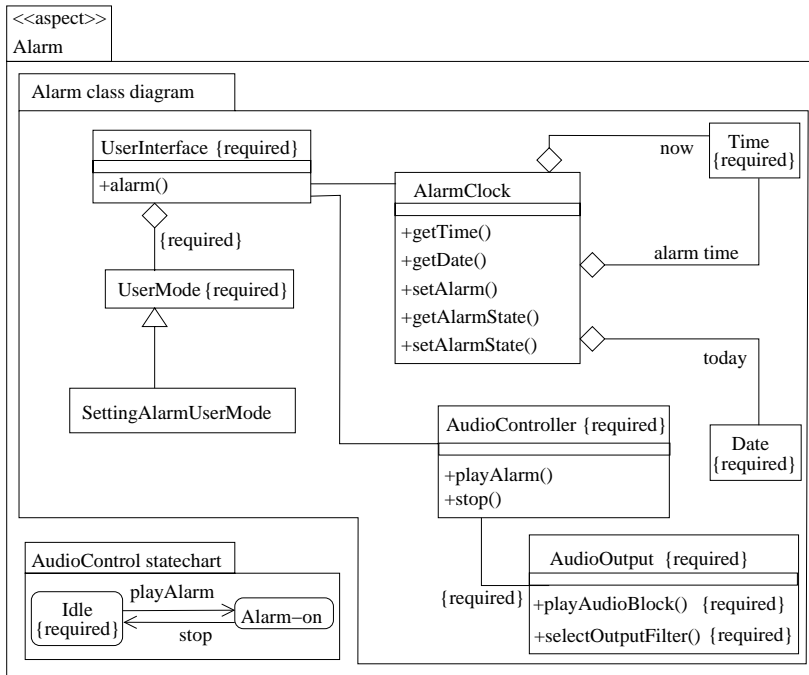 <<aspect>>
Alarm
Alarm class diagram
UserInterface {required}
+alarm()
{required}
UserMode {required}
SettingAlarmUserMode
AlarmClock
+getTime()
+getDate()
+setAlarm()
+getAlarmState()
+setAlarmState()
now
Time
{required}
alarm time
today
Date
{required}
AudioController {required}
+playAlarm()
+stop()
{required}
AudioOutput {required}
+playAudioBlock() {required}
+selectOutputFilter() {required}
AudioControl statechart
Idle
{required}
playAlarm
stop
Alarm−on